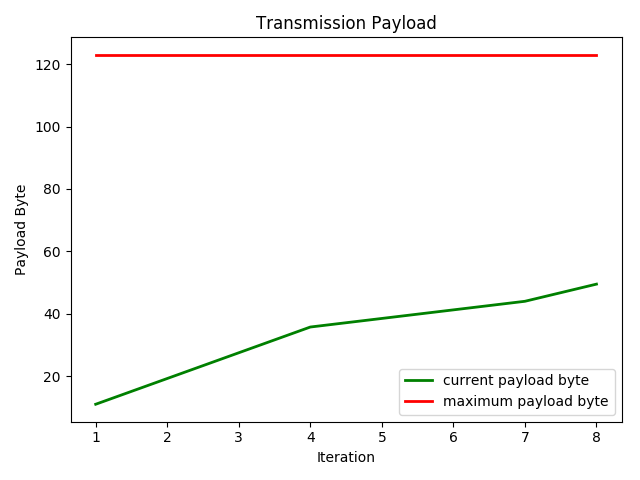 Transmission Payload
Payload Byte
120
100
80
60
40
20
current payload byte
maximum payload byte
1 2 3 4 5 6 7 8
Iteration